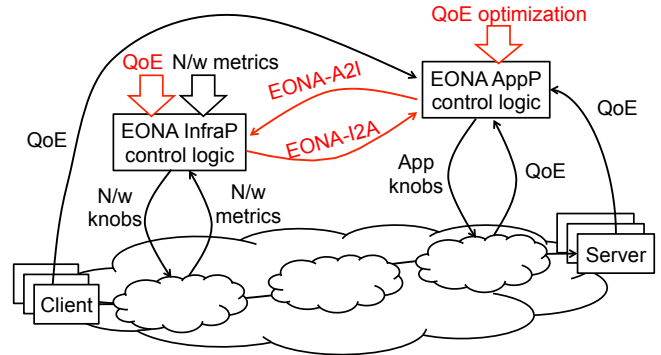 QoE optimization
QoE
N/w metrics
EONA-A2I
EONA AppP
control logic
EONA InfraP
control logic
EONA-I2A
QoE
QoE
App
knobs
QoE
N/w
knobs
N/w
metrics
Client
Server